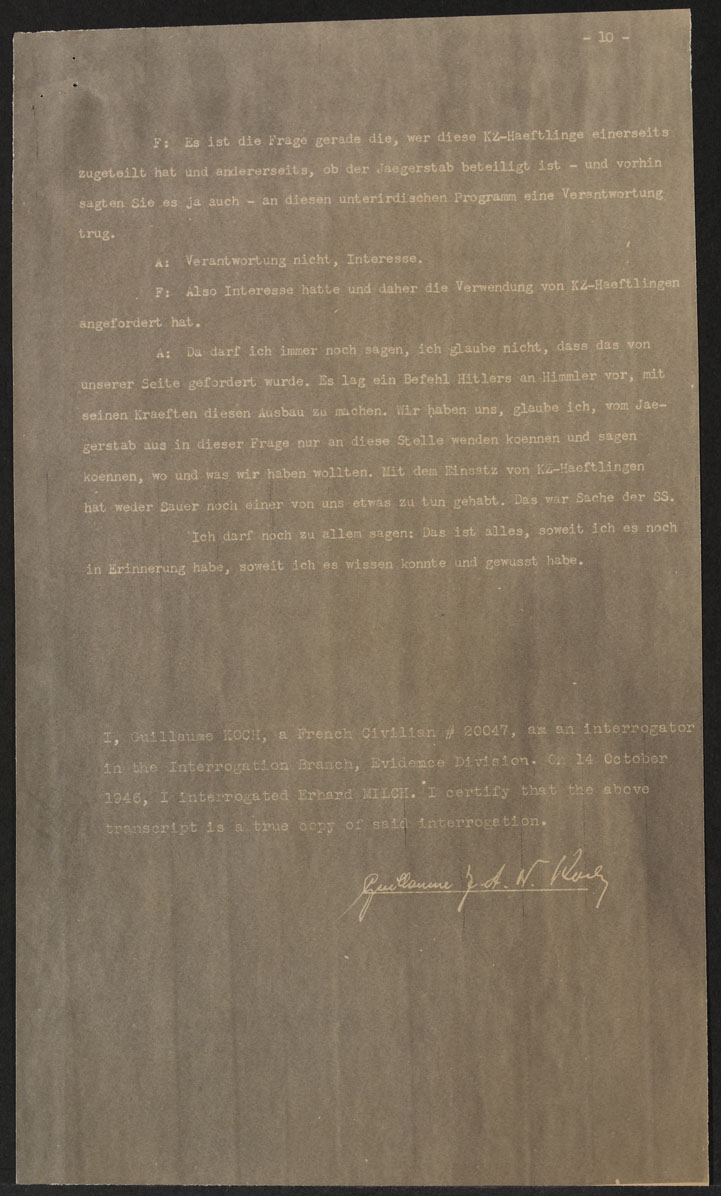 - 10 -
F: Es ist die Frage gerade die, wer diese KZ-Haeftlinge einerseits
zugeteilt hat und andererseits, ob der Jaegerstab beteiligt ist - und vorhin
sagten Sie es ja auch - an diesen unterirdischen Programm eine Verantwortung
trug.
A: Verantwortung nicht, Interesse.
F: Also Interesse hatte und daher die Verwendung von KZ-Haeftlingen
angefordert hat.
A: Da darf ich immer noch sagen, ich glaube nicht, dass das von
unserer Seite gefordert wurde. Es lag ein Befehl Hitlers an Himmler vor, mit
seinen Kraeften diesen Ausbau zu machen. Wir haben uns, glaube ich, vom Jae-
gerstab aus in dieser Frage nur an diese Stelle wenden koennen und sagen
koennen, wo und was wir haben wollten. Mit dem Einsatz von KZ-Haeftlingen
hat weder Sauer noch einer von uns etwas zu tun gehabt. Das war Sache der SS.
Ich darf noch zu allem sagen: Das ist alles, soweit ich es noch
in Erinnerung habe, soweit ich es wissen konnte und gewusst habe.
I, Guillaume KOCH, a French Civilian # 20047, am an interrogator
in the Interrogation Branch, Evidence Division. On 14 October
1946, I interrogated Erhard MILCH. I certify that the above
transcript is a true copy of said interrogation.
Guillaume J. A. W. Koch